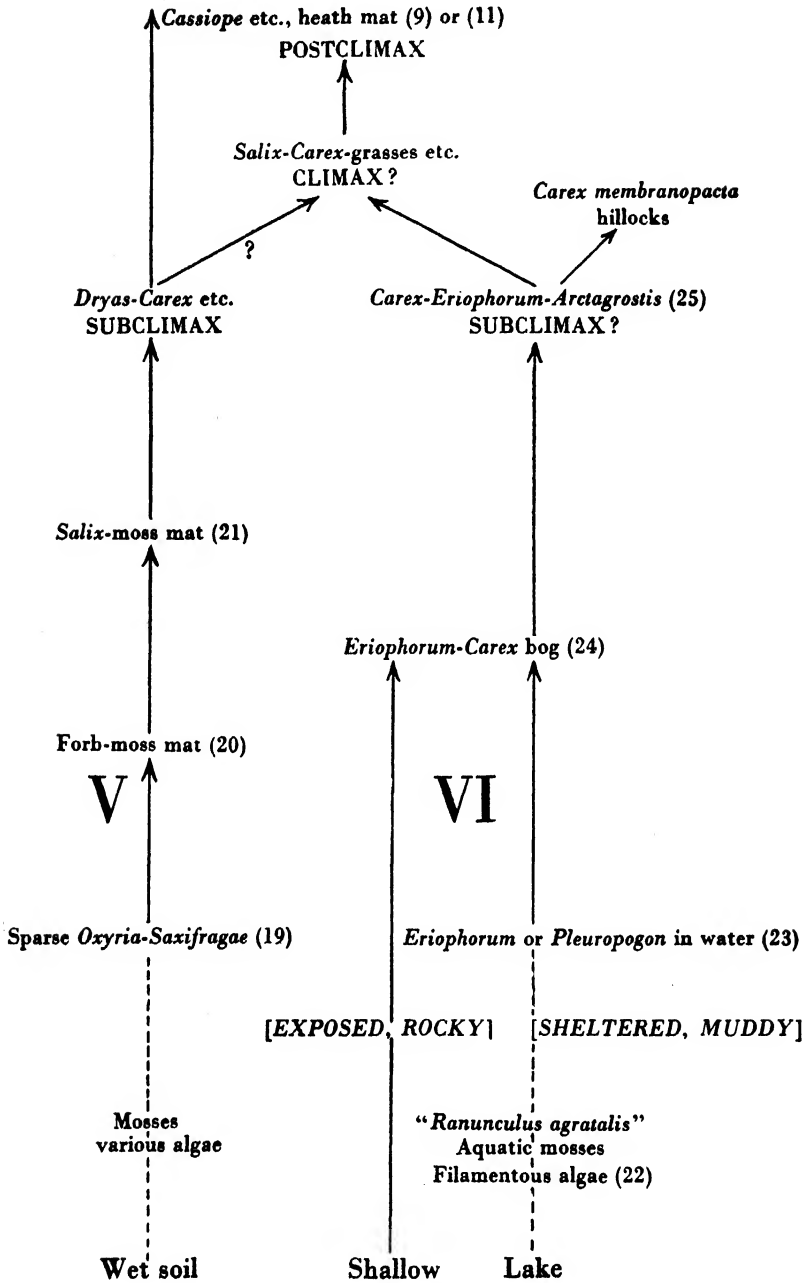 Cassiope etc., heath mat (9) or (11)
POSTCLIMAX
Salix-Carex-grasses etc.
CLIMAX?
Carex membranopacta
hillocks
?
Dryas-Carex etc.
SUBCLIMAX
Carex-Eriophorum-Arctagrostis (25)
SUBCLIMAX?
Salix-moss mat (21)
Eriophorum-Carex bog (24)
Forb-moss mat (20)
V
VI
Sparse Oxyria-Saxifragae (19)
Eriophorum or Pleuropogon in water (23)
[EXPOSED, ROCKY]
[SHELTERED, MUDDY]
Mosses
various algae
"Ranunculus agratalis"
Aquatic mosses
Filamentous algae (22)
Wet soil
Shallow
Lake